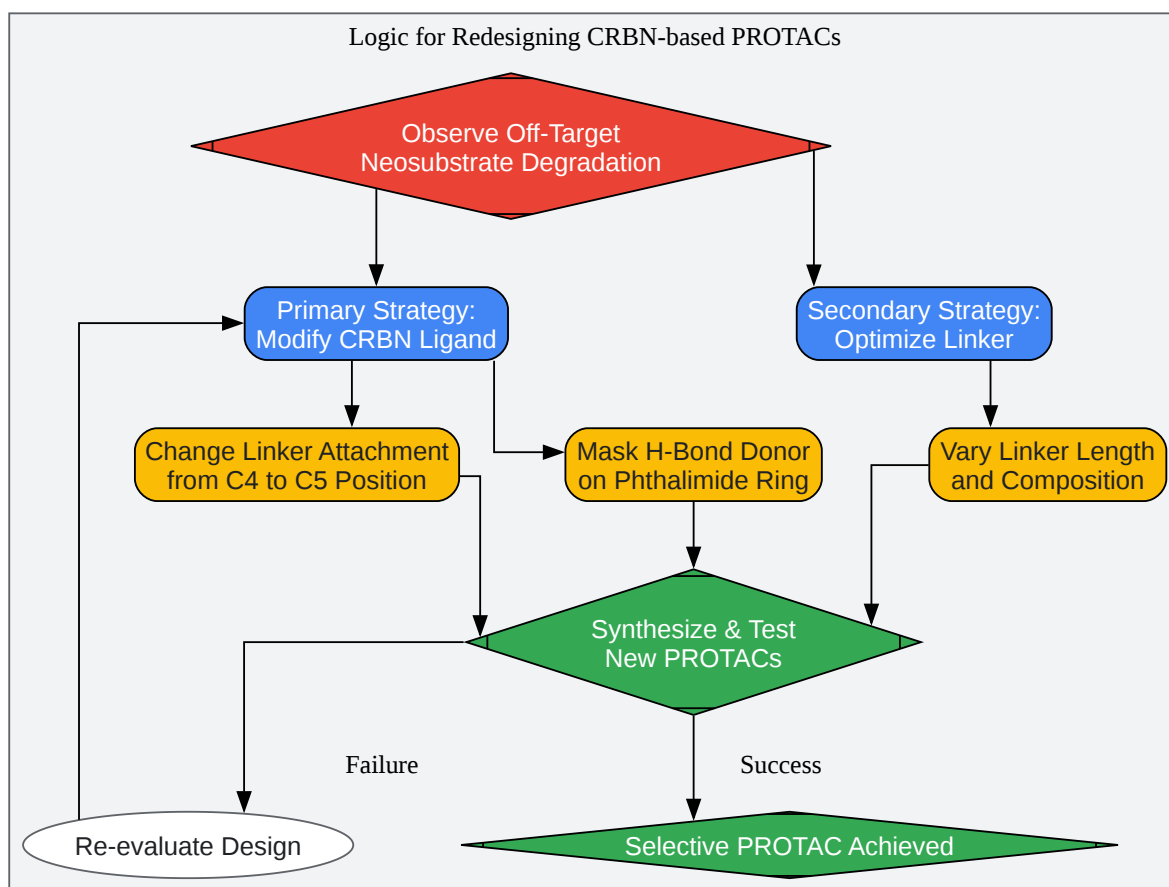 Logic for Redesigning CRBN-based PROTACs
Observe Off-Target
Neosubstrate Degradation
Primary Strategy:
Modify CRBN Ligand
Secondary Strategy:
Optimize Linker
Change Linker Attachment
from C4 to C5 Position
Mask H-Bond Donor
on Phthalimide Ring
Vary Linker Length
and Composition
Synthesize & Test
New PROTACs
Failure
Success
Re-evaluate Design
Selective PROTAC Achieved